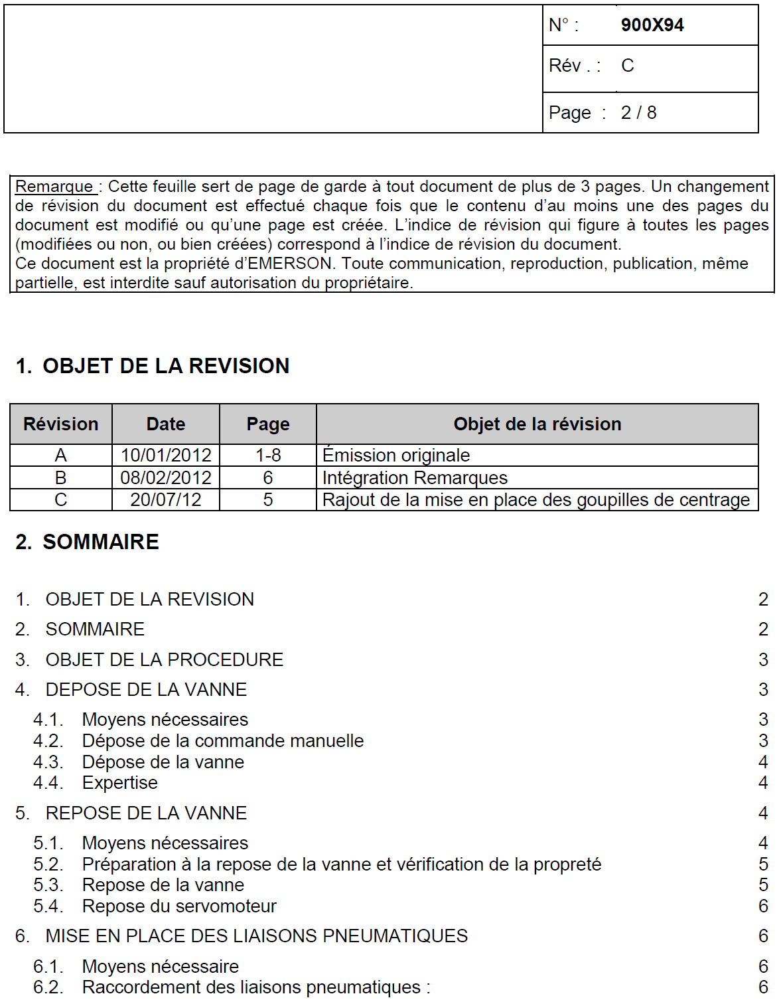 N° : 900X94
Rév . : C
Page : 2 / 8
Remarque : Cette feuille sert de page de garde à tout document de plus de 3 pages. Un changement
de révision du document est effectué chaque fois que le contenu d’au moins une des pages du
document est modifié ou qu’une page est créée. L’indice de révision qui figure à toutes les pages
(modifiées ou non, ou bien créées) correspond à l’indice de révision du document.
Ce document est la propriété d’EMERSON. Toute communication, reproduction, publication, même
partielle, est interdite sauf autorisation du propriétaire.
1. OBJET DE LA REVISION
Révision Date Page Objet de la révision
A 10/01/2012 1-8 Émission originale
B 08/02/2012 6 Intégration Remarques
C 20/07/12 5 Rajout de la mise en place des goupilles de centrage
2. SOMMAIRE
1. OBJET DE LA REVISION 2
2. SOMMAIRE 2
3. OBJET DE LA PROCEDURE 3
4. DEPOSE DE LA VANNE 3
4.1. Moyens nécessaires 3
4.2. Dépose de la commande manuelle 3
4.3. Dépose de la vanne 4
4.4. Expertise 4
5. REPOSE DE LA VANNE 4
5.1. Moyens nécessaires 4
5.2. Préparation à la repose de la vanne et vérification de la propreté 5
5.3. Repose de la vanne 5
5.4. Repose du servomoteur 6
6. MISE EN PLACE DES LIAISONS PNEUMATIQUES 6
6.1. Moyens nécessaire 6
6.2. Raccordement des liaisons pneumatiques : 6